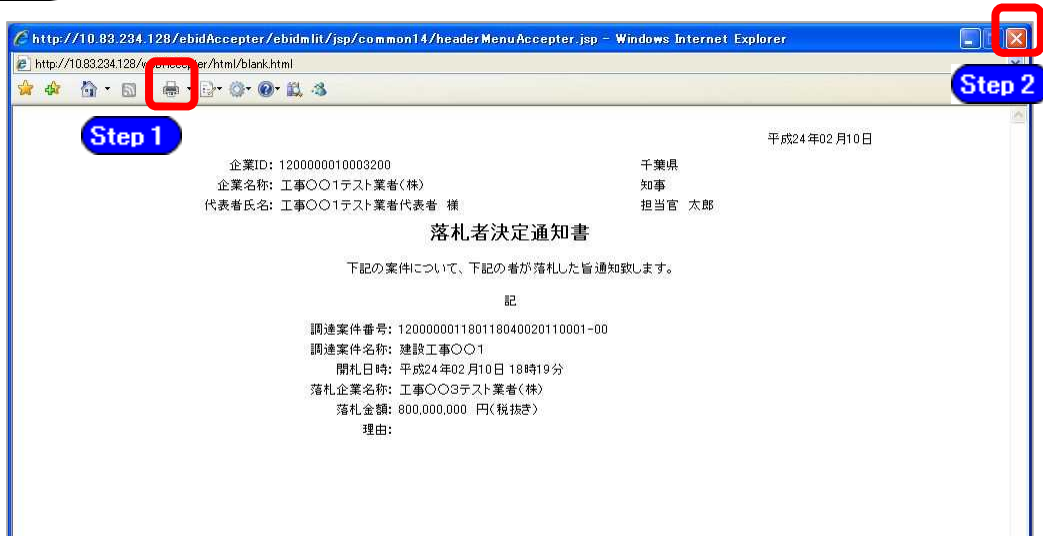 http://10.83.234.128/ebidAccepter/ebidmlit/jsp/common14/headerMenuAccepter.jsp - Windows Internet Explorer
http://10.83.234.128/
/html/blank.html
Step 2
Step 1
平成24年02月10日
企業ID: 1200000010003200 千葉県
企業名称: 工事○○1テスト業者(株) 知事
代表者氏名: 工事○○1テスト業者代表者 様 担当官 太郎
落札者決定通知書
下記の案件について、下記の者が落札した旨通知致します。
記
調達案件番号: 120000001180118040020110001-00
調達案件名称: 建設工事○○1
開札日時: 平成24年02月10日 18時19分
落札企業名称: 工事○○3テスト業者(株)
落札金額: 800,000,000 円(税抜き)
理由: